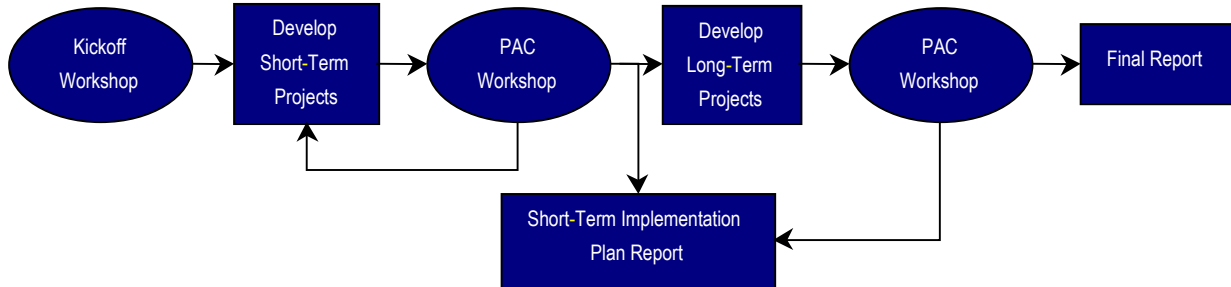 Kickoff
Workshop
Develop
Short-Term
Projects
PAC
Workshop
Develop
Long-Term
Projects
PAC
Workshop
Final Report
Short-Term Implementation
Plan Report